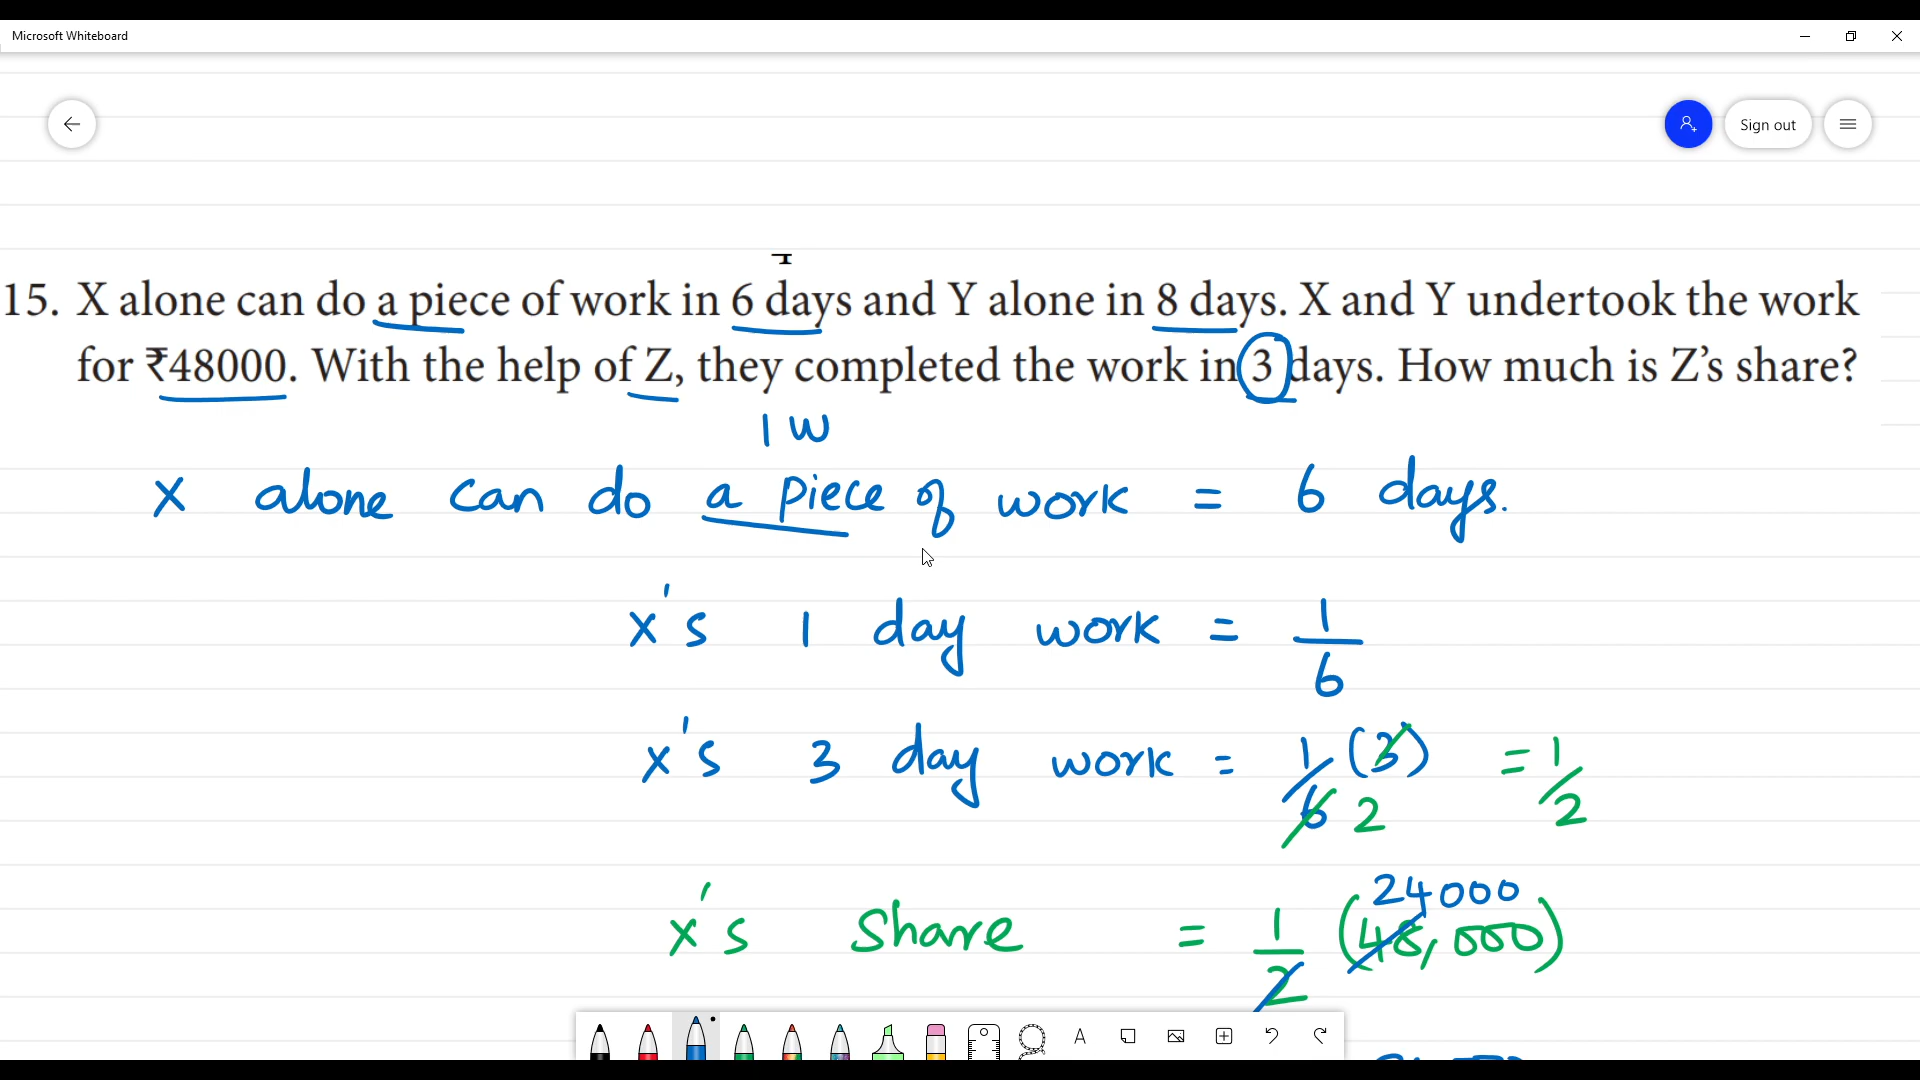 Microsoft Whiteboard
Sign out
15. X alone can do a piece of work in 6 days and Y alone in 8 days. X and Y undertook the work
for ₹48000. With the help of Z, they completed the work in 3 days. How much is Z’s share?
1 W
X alone can do a piece of work = 6 days.
X's 1 day work = 1/6
X's 3 day work = 1/6 (3) = 1/2
2
24000
X's Share = 1/2 (48,000)
A